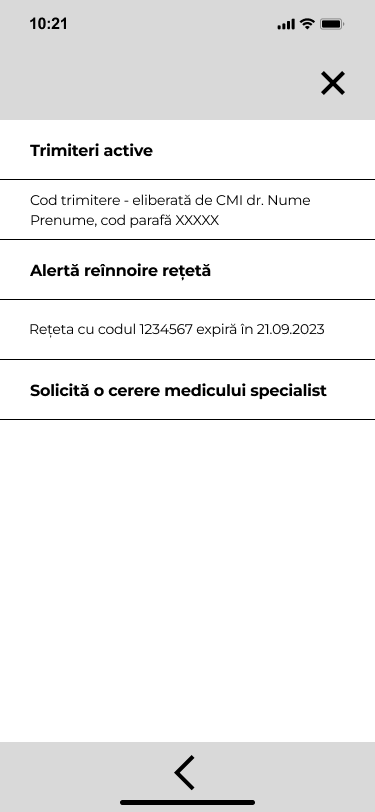 10:21
Trimiteri active
Cod trimitere - eliberată de CMI dr. Nume
Prenume, cod parafă XXXXX
Alertă reînnoire rețetă
Rețeta cu codul 1234567 expiră în 21.09.2023
Solicită o cerere medicului specialist